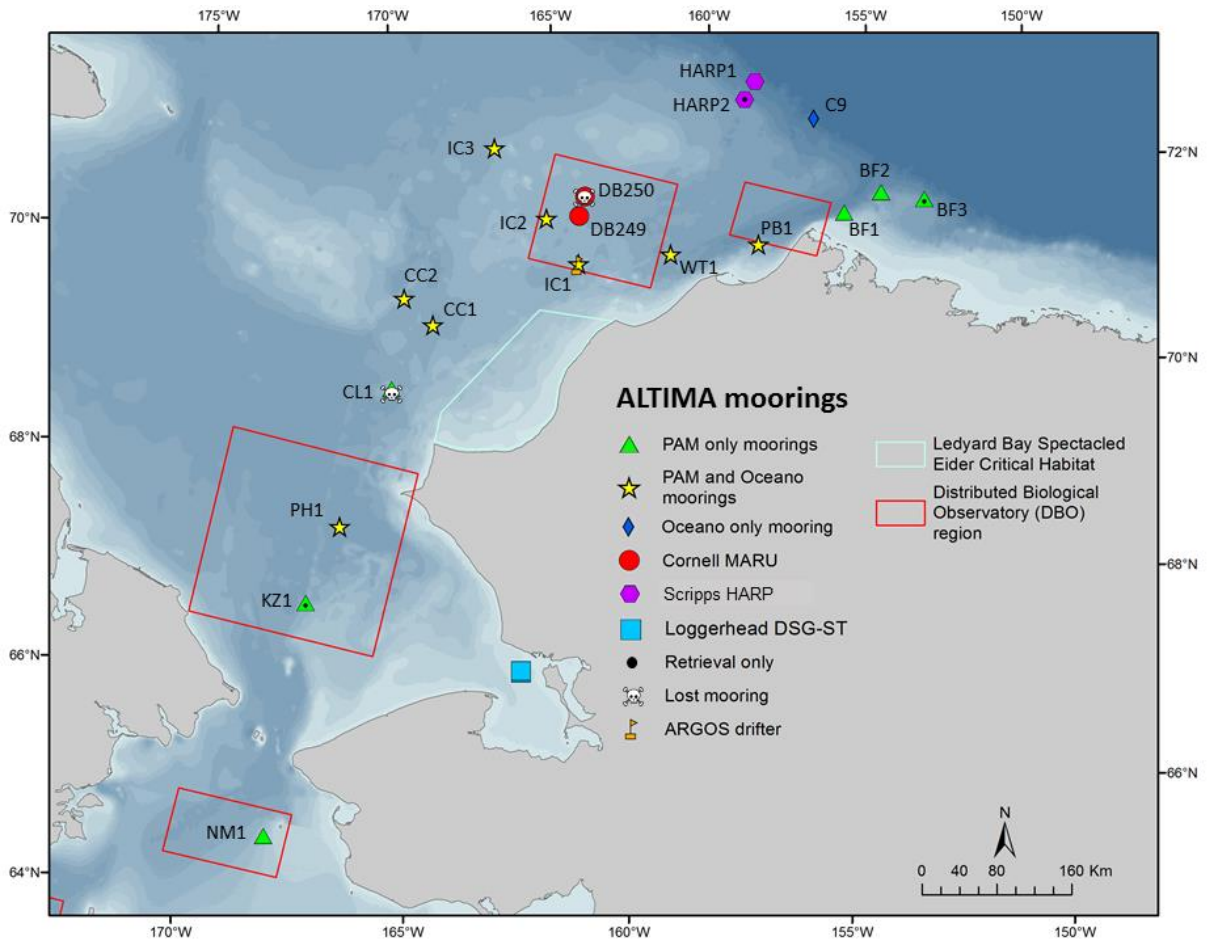 175°W 170°W 165°W 160°W 155°W 150°W
HARP1
HARP2
C9
IC3
72°N
BF2
DB250
BF3
70°N
IC2
DB249
PB1
BF1
WT1
IC1
CC2
CC1
70°N
CL1
ALTIMA moorings
68°N
PAM only moorings
PAM and Oceano
moorings
Oceano only mooring
Cornell MARU
Scripps HARP
Loggerhead DSG-ST
Retrieval only
Lost mooring
ARGOS drifter
Ledyard Bay Spectacled
Eider Critical Habitat
Distributed Biological
Observatory (DBO)
region
PH1
68°N
KZ1
66°N
66°N
NM1
N
64°N
0 40 80 160 Km
170°W 165°W 160°W 155°W 150°W